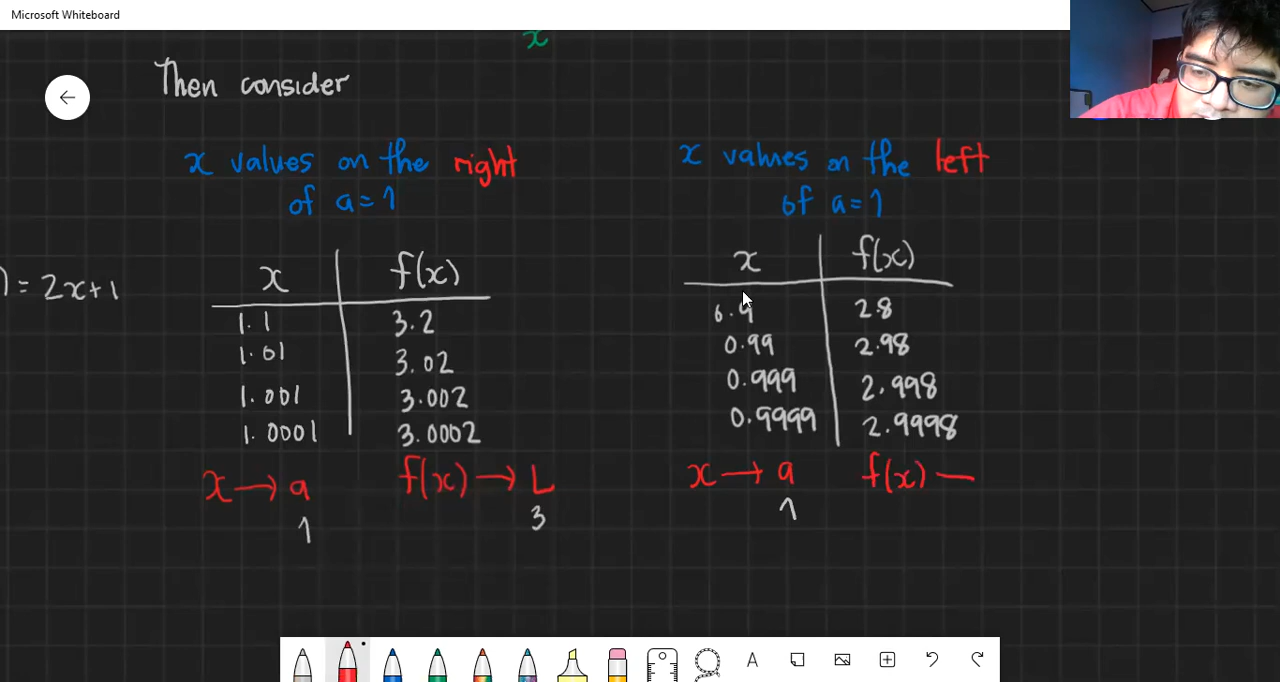 Microsoft Whiteboard
x
Then consider
x values on the right
of a=1
x values on the left
of a=1
) = 2x+1
x f(x)
1.1 3.2
1.01 3.02
1.001 3.002
1.0001 3.0002
x → a f(x) → L
1 3
x f(x)
0.9 2.8
0.99 2.98
0.999 2.998
0.9999 2.9998
x → a f(x) —
1
A